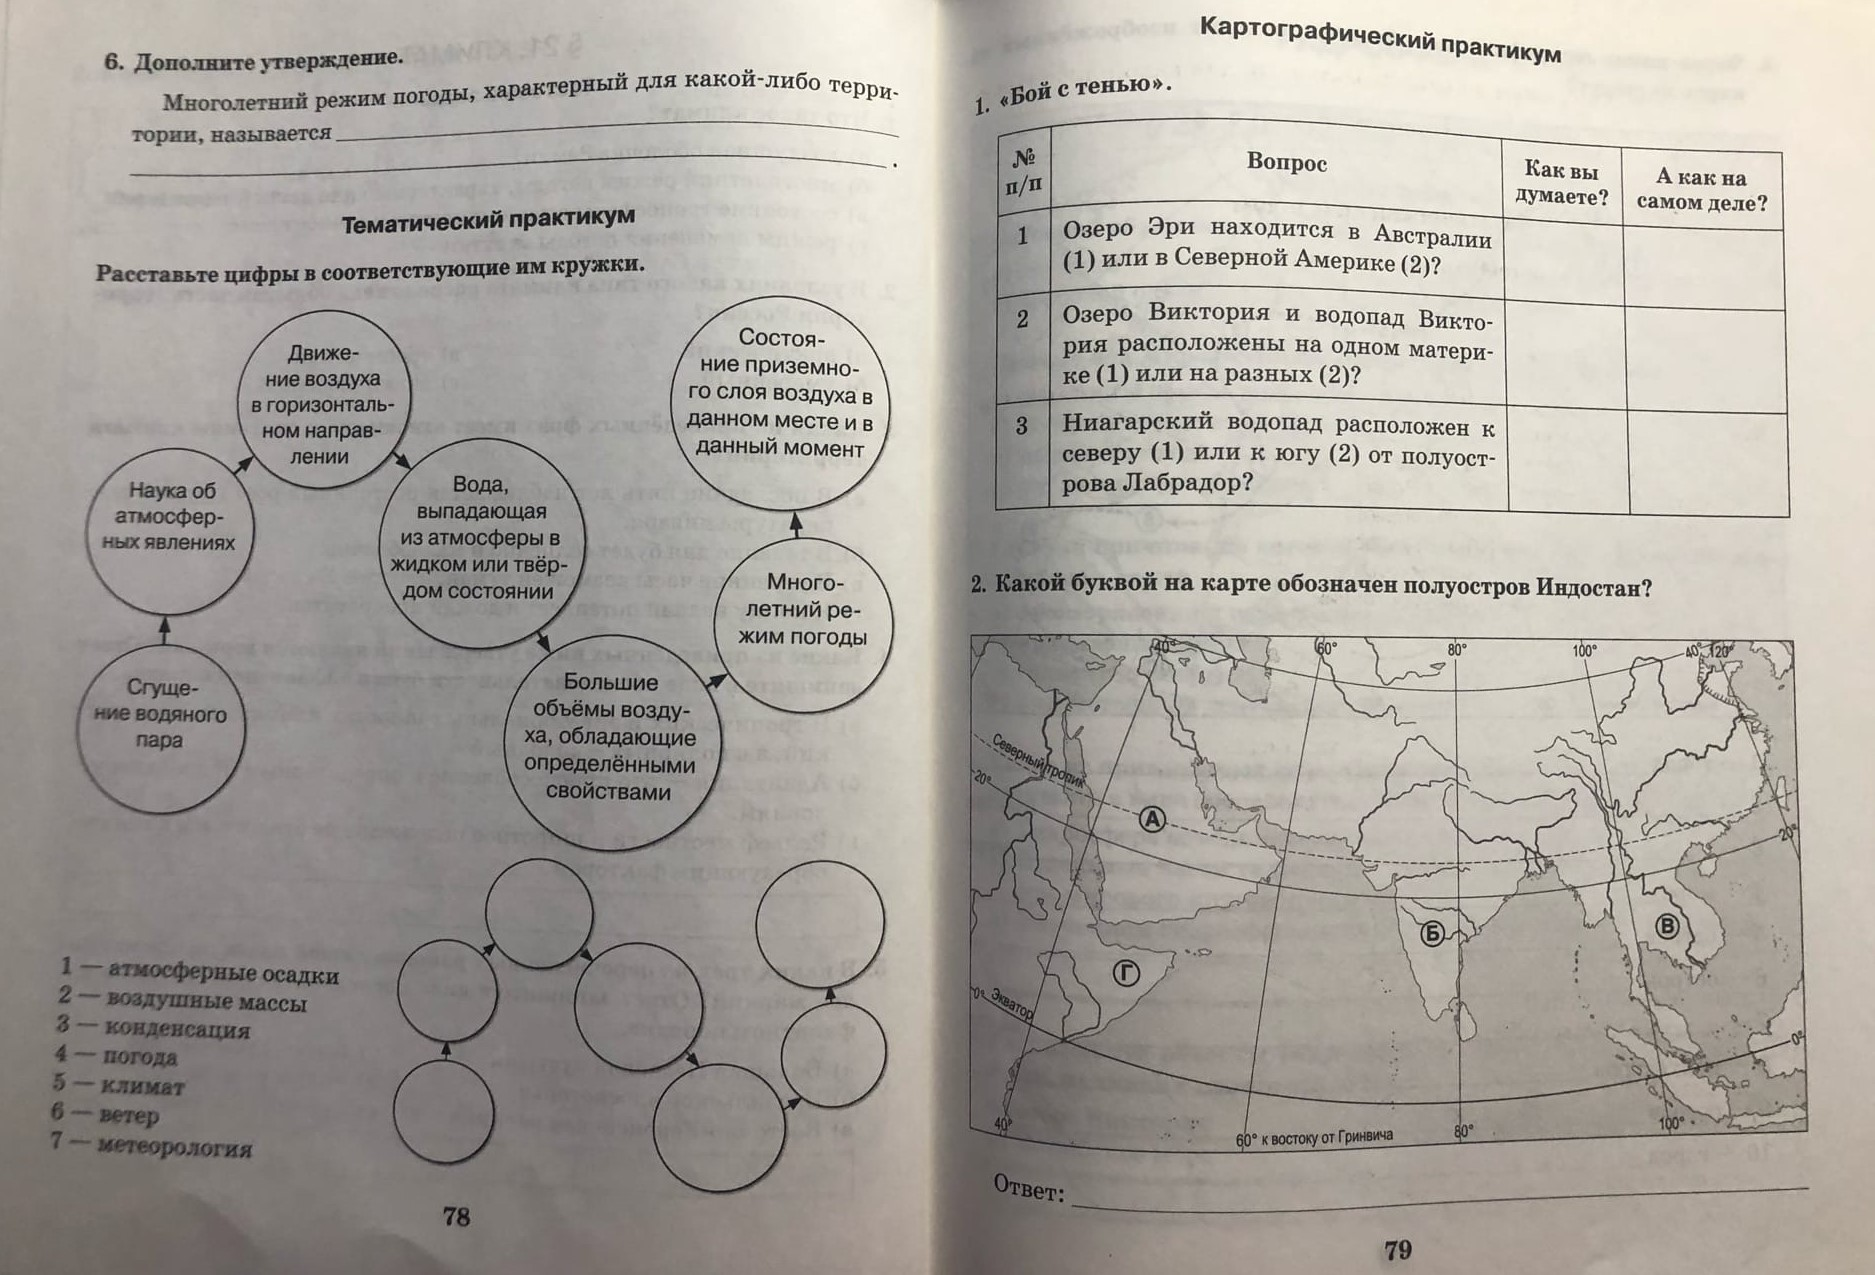 6. Дополните утверждение.
Многолетний режим погоды, характерный для какой-либо терри-
тории, называется
.
Тематический практикум
Расставьте цифры в соответствующие им кружки.
Сгуще-
ние водяного
пара
Наука об
атмосфер-
ных явлениях
Движе-
ние воздуха
в горизонталь-
ном направ-
лении
Вода,
выпадающая
из атмосферы в
жидком или твёр-
дом состоянии
Большие
объёмы возду-
ха, обладающие
определёнными
свойствами
Много-
летний ре-
жим погоды
Состоя-
ние приземно-
го слоя воздуха в
данном месте и в
данный момент
1 — атмосферные осадки
2 — воздушные массы
3 — конденсация
4 — погода
5 — климат
6 — ветер
7 — метеорология
78
Картографический практикум
1. «Бой с тенью».
№ п/п
Вопрос
Как вы думаете?
А как на самом деле?
1
Озеро Эри находится в Австралии
(1) или в Северной Америке (2)?
2
Озеро Виктория и водопад Викто-
рия расположены на одном матери-
ке (1) или на разных (2)?
3
Ниагарский водопад расположен к
северу (1) или к югу (2) от полуост-
рова Лабрадор?
2. Какой буквой на карте обозначен полуостров Индостан?
40° 60° 80° 100° 40° 120°
Северный тропик
20°
А
20°
Б
В
Г
0° Экватор
0°
40°
60° к востоку от Гринвича
80°
100°
Ответ:
79